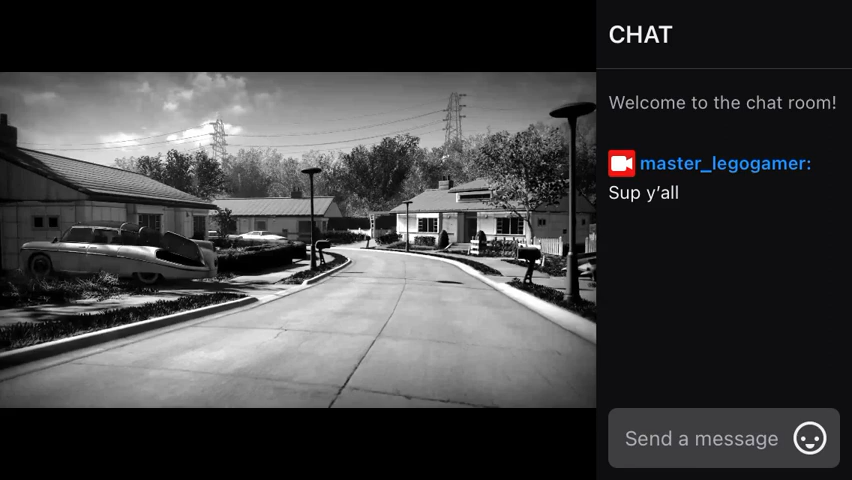 CHAT
Welcome to the chat room!
master_legogamer:
Sup y’all
Send a message